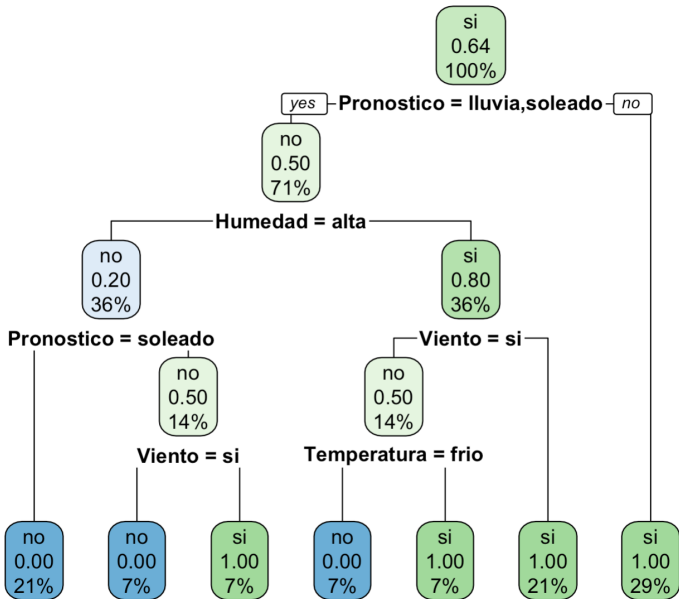 si
0.64
100%
yes Pronostico = lluvia,soleado no
no
0.50
71%
Humedad = alta
no
0.20
36%
si
0.80
36%
Pronostico = soleado
Viento = si
no
0.50
14%
no
0.50
14%
Viento = si
Temperatura = frio
no
0.00
21%
no
0.00
7%
si
1.00
7%
no
0.00
7%
si
1.00
7%
si
1.00
21%
si
1.00
29%